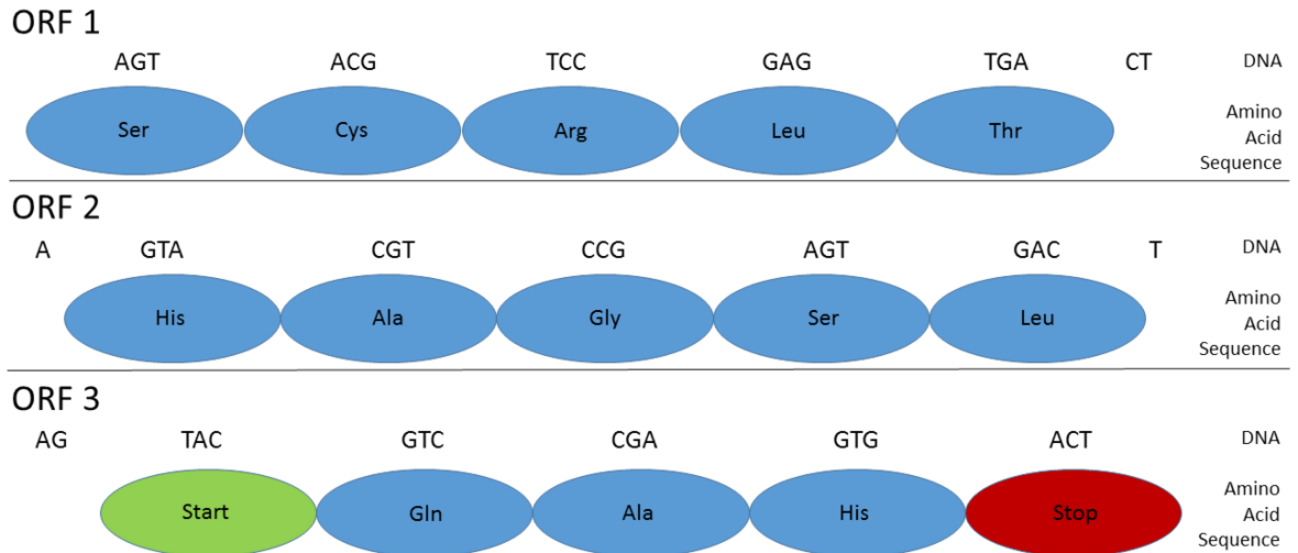 ORF 1
AGT ACG TCC GAG TGA CT DNA
Ser Cys Arg Leu Thr Amino Acid Sequence
ORF 2
A GTA CGT CCG AGT GAC T DNA
His Ala Gly Ser Leu Amino Acid Sequence
ORF 3
AG TAC GTC CGA GTG ACT DNA
Start Gln Ala His Stop Amino Acid Sequence